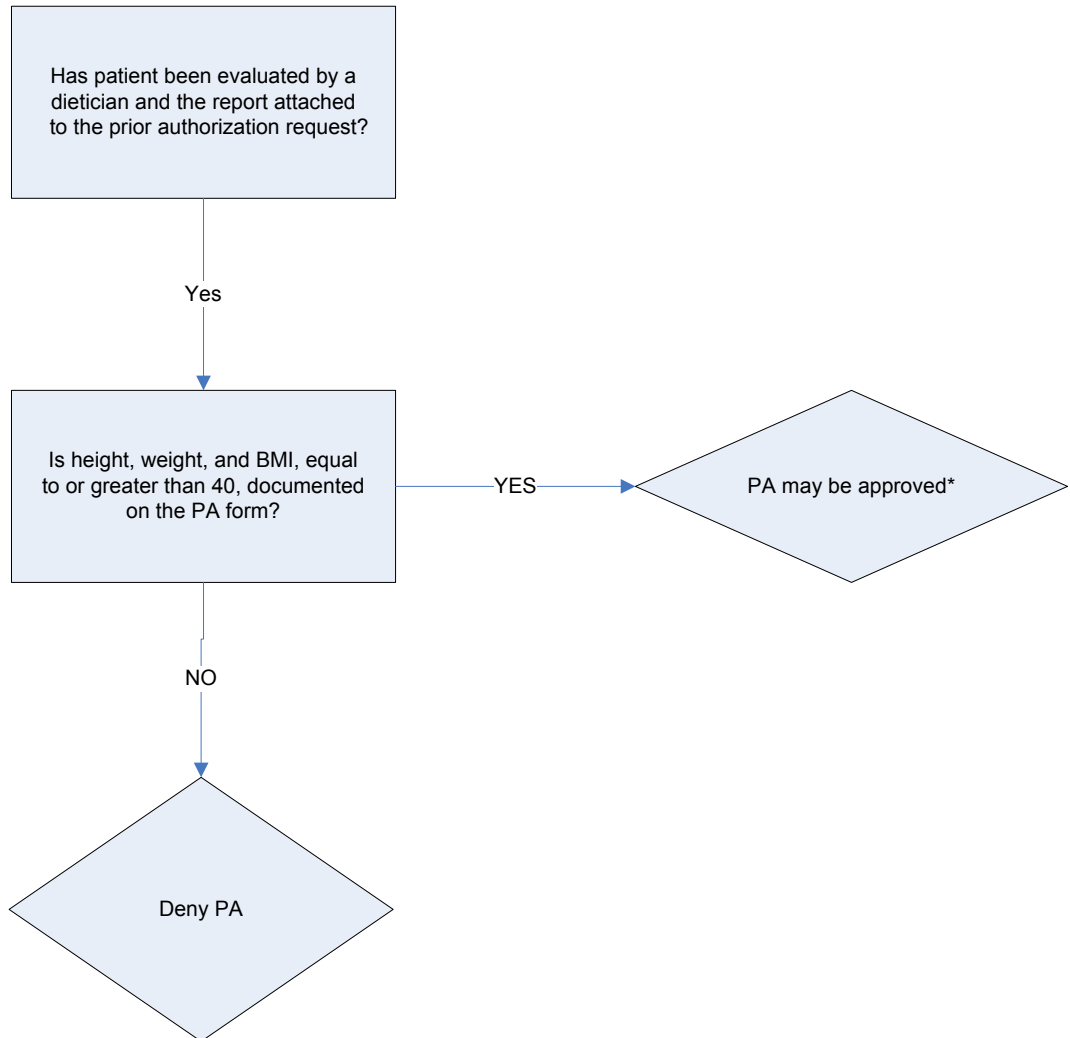 Has patient been evaluated by a
dietician and the report attached
to the prior authorization request?
Yes
Is height, weight, and BMI, equal
to or greater than 40, documented
on the PA form?
YES
PA may be approved*
NO
Deny PA